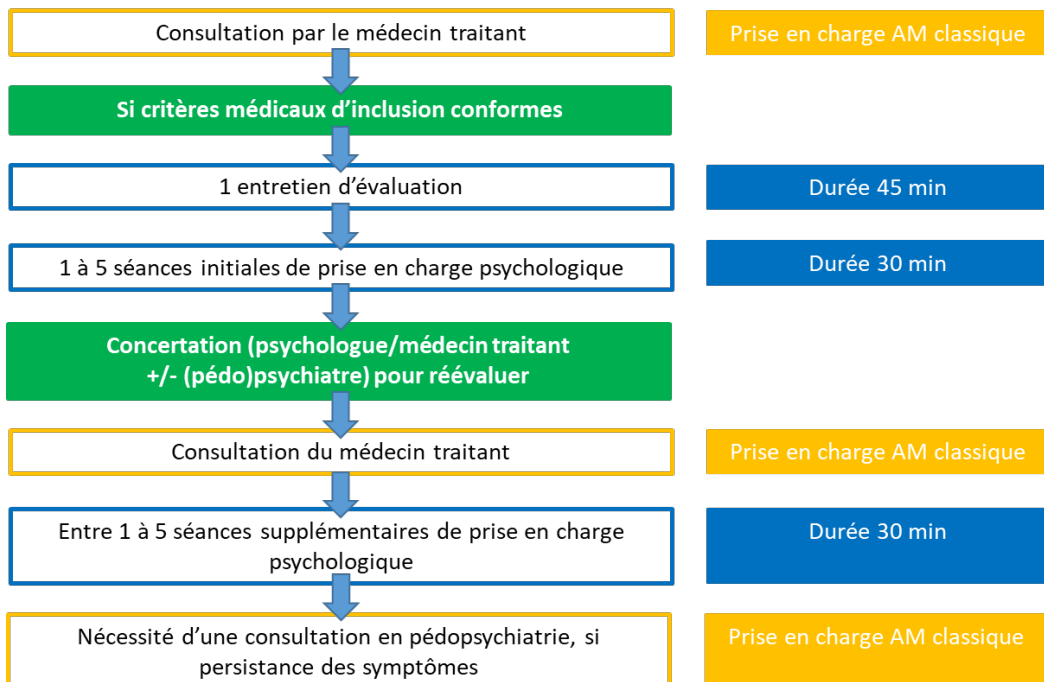 Consultation par le médecin traitant
Prise en charge AM classique
Si critères médicaux d'inclusion conformes
1 entretien d'évaluation
Durée 45 min
1 à 5 séances initiales de prise en charge psychologique
Durée 30 min
Concertation (psychologue/médecin traitant
+/- (pédo)psychiatre) pour réévaluer
Consultation du médecin traitant
Prise en charge AM classique
Entre 1 à 5 séances supplémentaires de prise en charge
psychologique
Durée 30 min
Nécessité d'une consultation en pédopsychiatrie, si
persistance des symptômes
Prise en charge AM classique